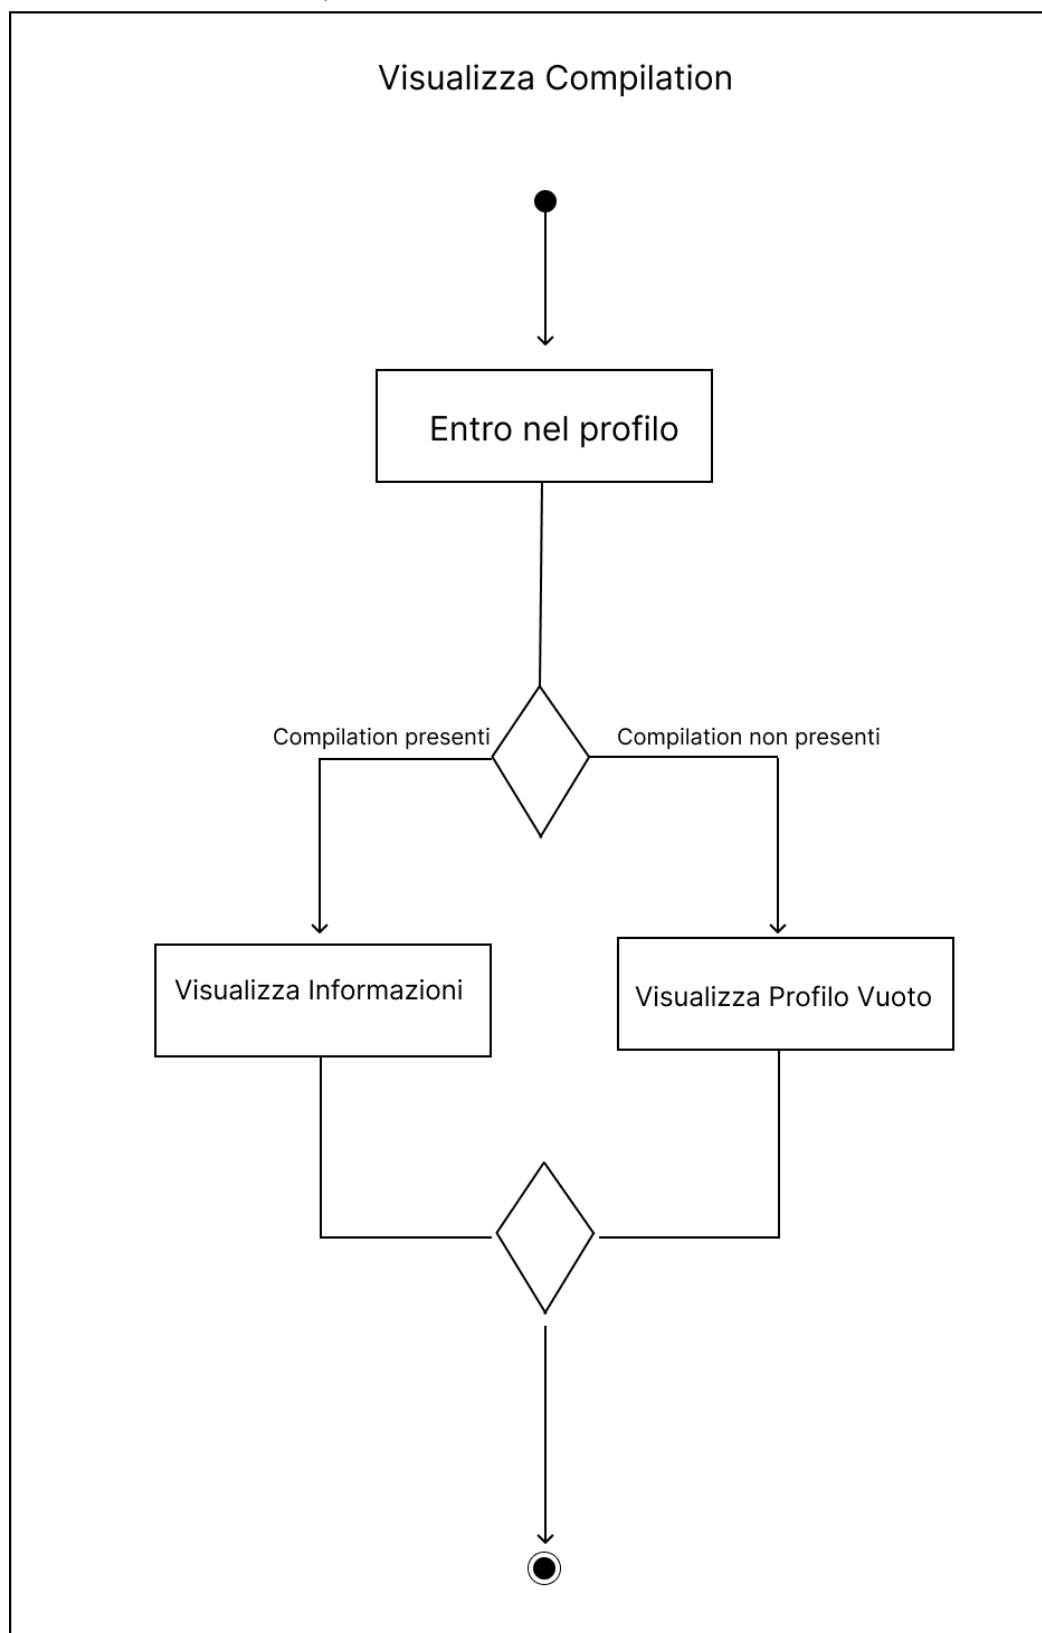 Visualizza Compilation
Entro nel profilo
Compilation presenti
Compilation non presenti
Visualizza Informazioni
Visualizza Profilo Vuoto